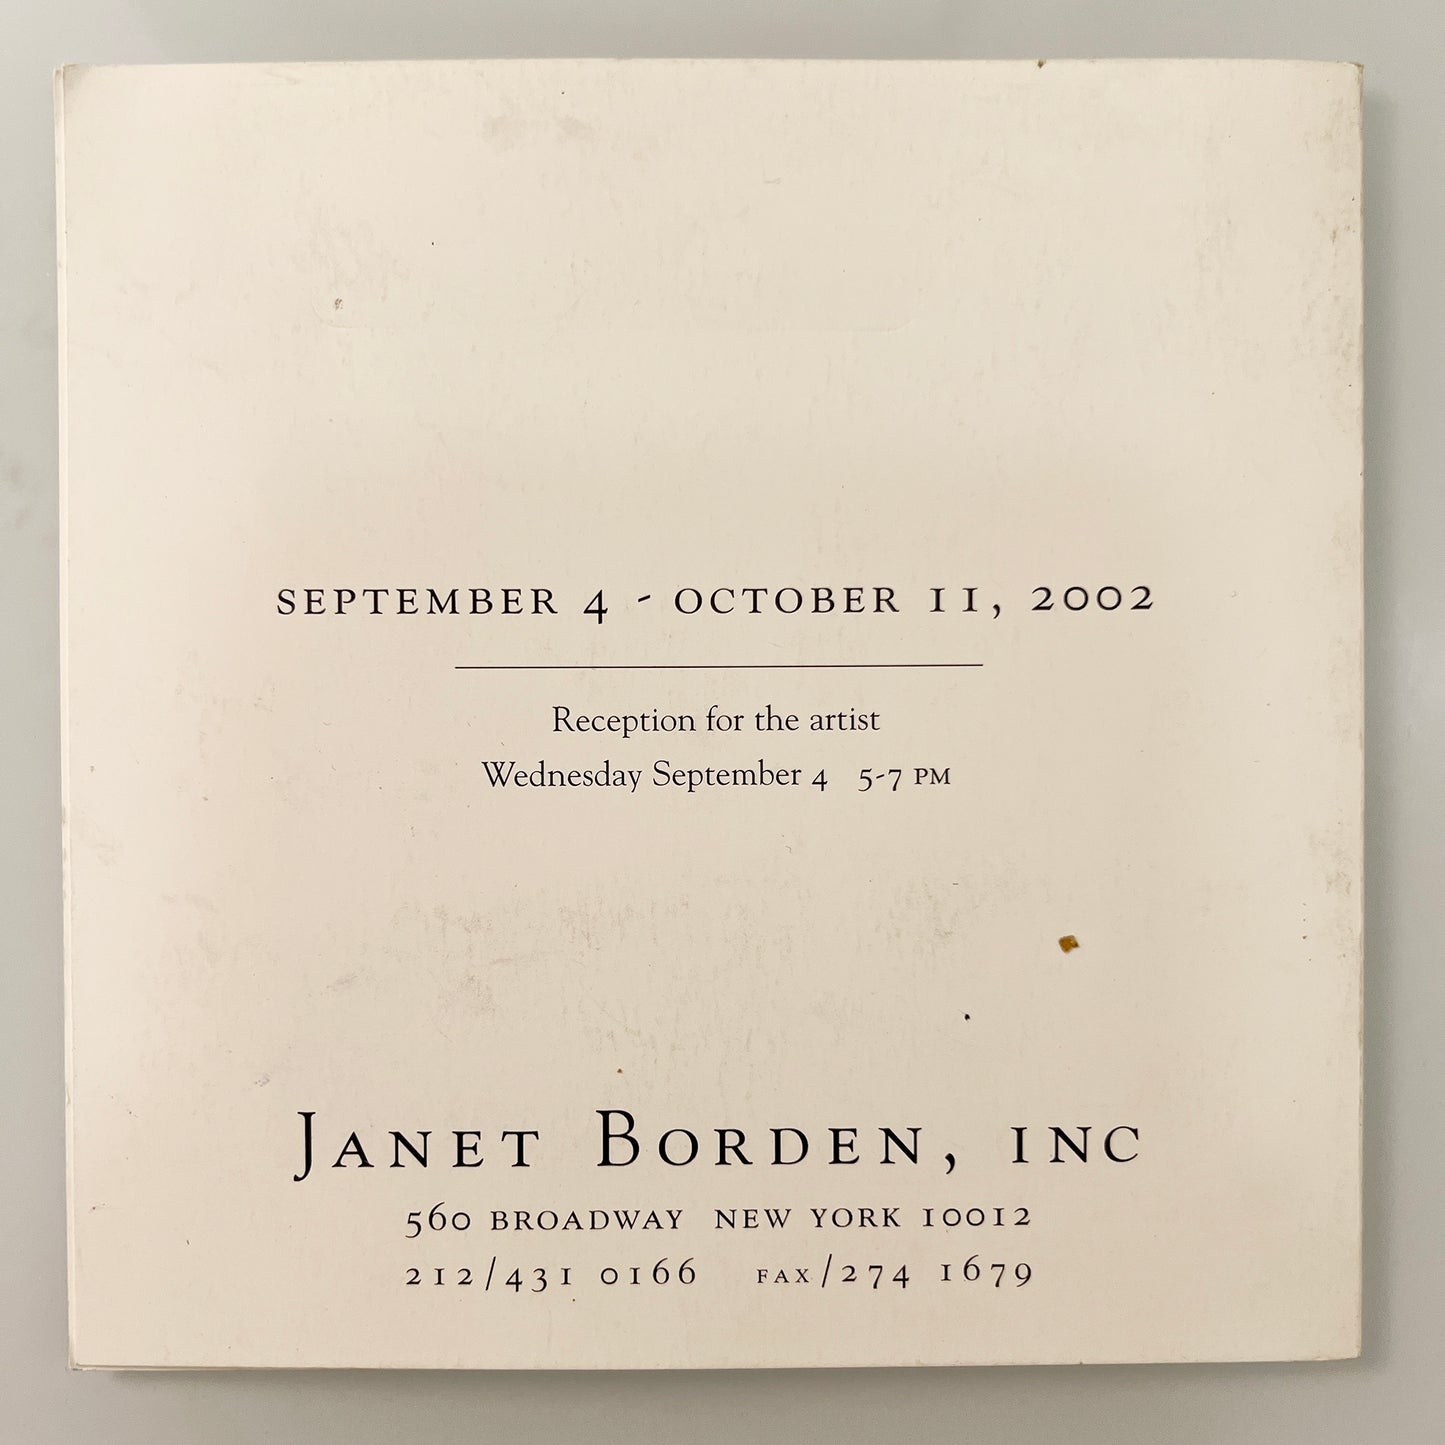 SEPTEMBER 4 - OCTOBER 11, 2002
Reception for the artist
Wednesday September 4 5-7 PM
JANET BORDEN, INC
560 BROADWAY NEW YORK 10012
212/431 0166 FAX/274 1679